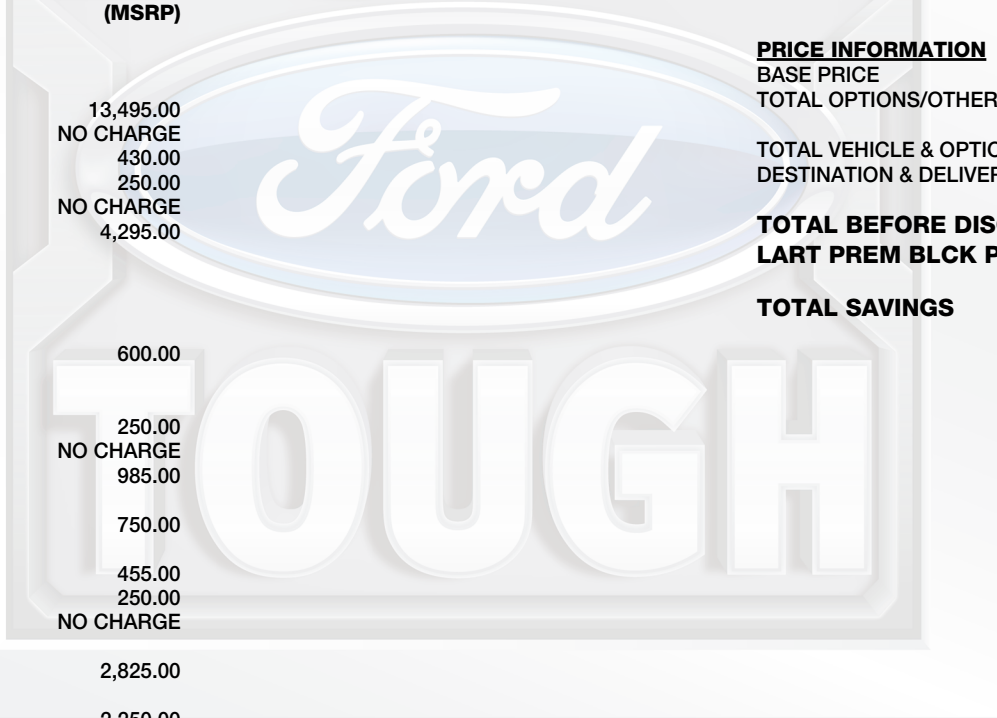 (MSRP)
13,495.00
NO CHARGE
430.00
250.00
NO CHARGE
4,295.00
600.00
250.00
NO CHARGE
985.00
750.00
455.00
250.00
NO CHARGE
2,825.00
PRICE INFORMATION
BASE PRICE
TOTAL OPTIONS/OTHER
TOTAL VEHICLE & OPTIO
DESTINATION & DELIVER
TOTAL BEFORE DIS
LART PREM BLCK P
TOTAL SAVINGS
Ford
TOUGH